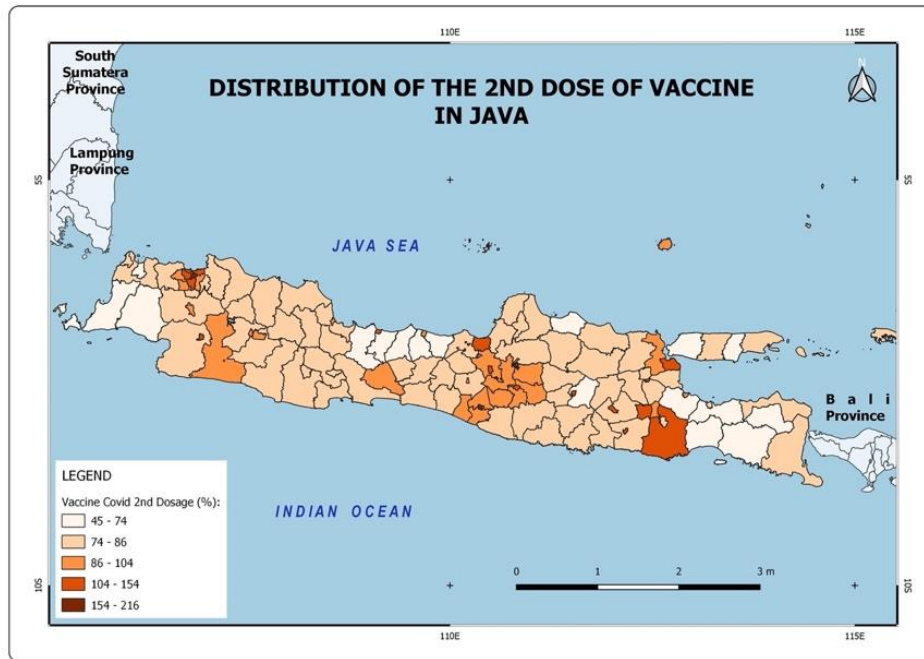 110E
115E
South
Sumatera
Province
DISTRIBUTION OF THE 2ND DOSE OF VACCINE
IN JAVA
N
Lampung
Province
5S
5S
JAVA SEA
Bali
Province
LEGEND
Vaccine Covid 2nd Dosage (%):
45 - 74
74 - 86
86 - 104
104 - 154
154 - 216
INDIAN OCEAN
0 1 2 3 m
10S
10S
110E
115E